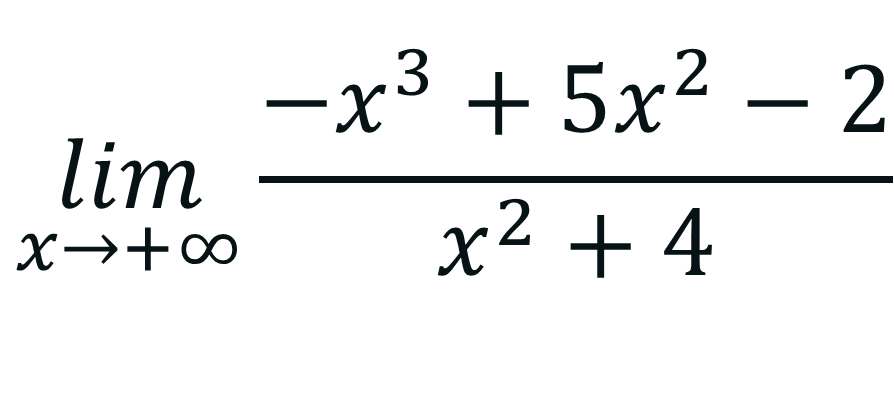 lim x→+∞ (−x³ + 5x² − 2) / (x² + 4)